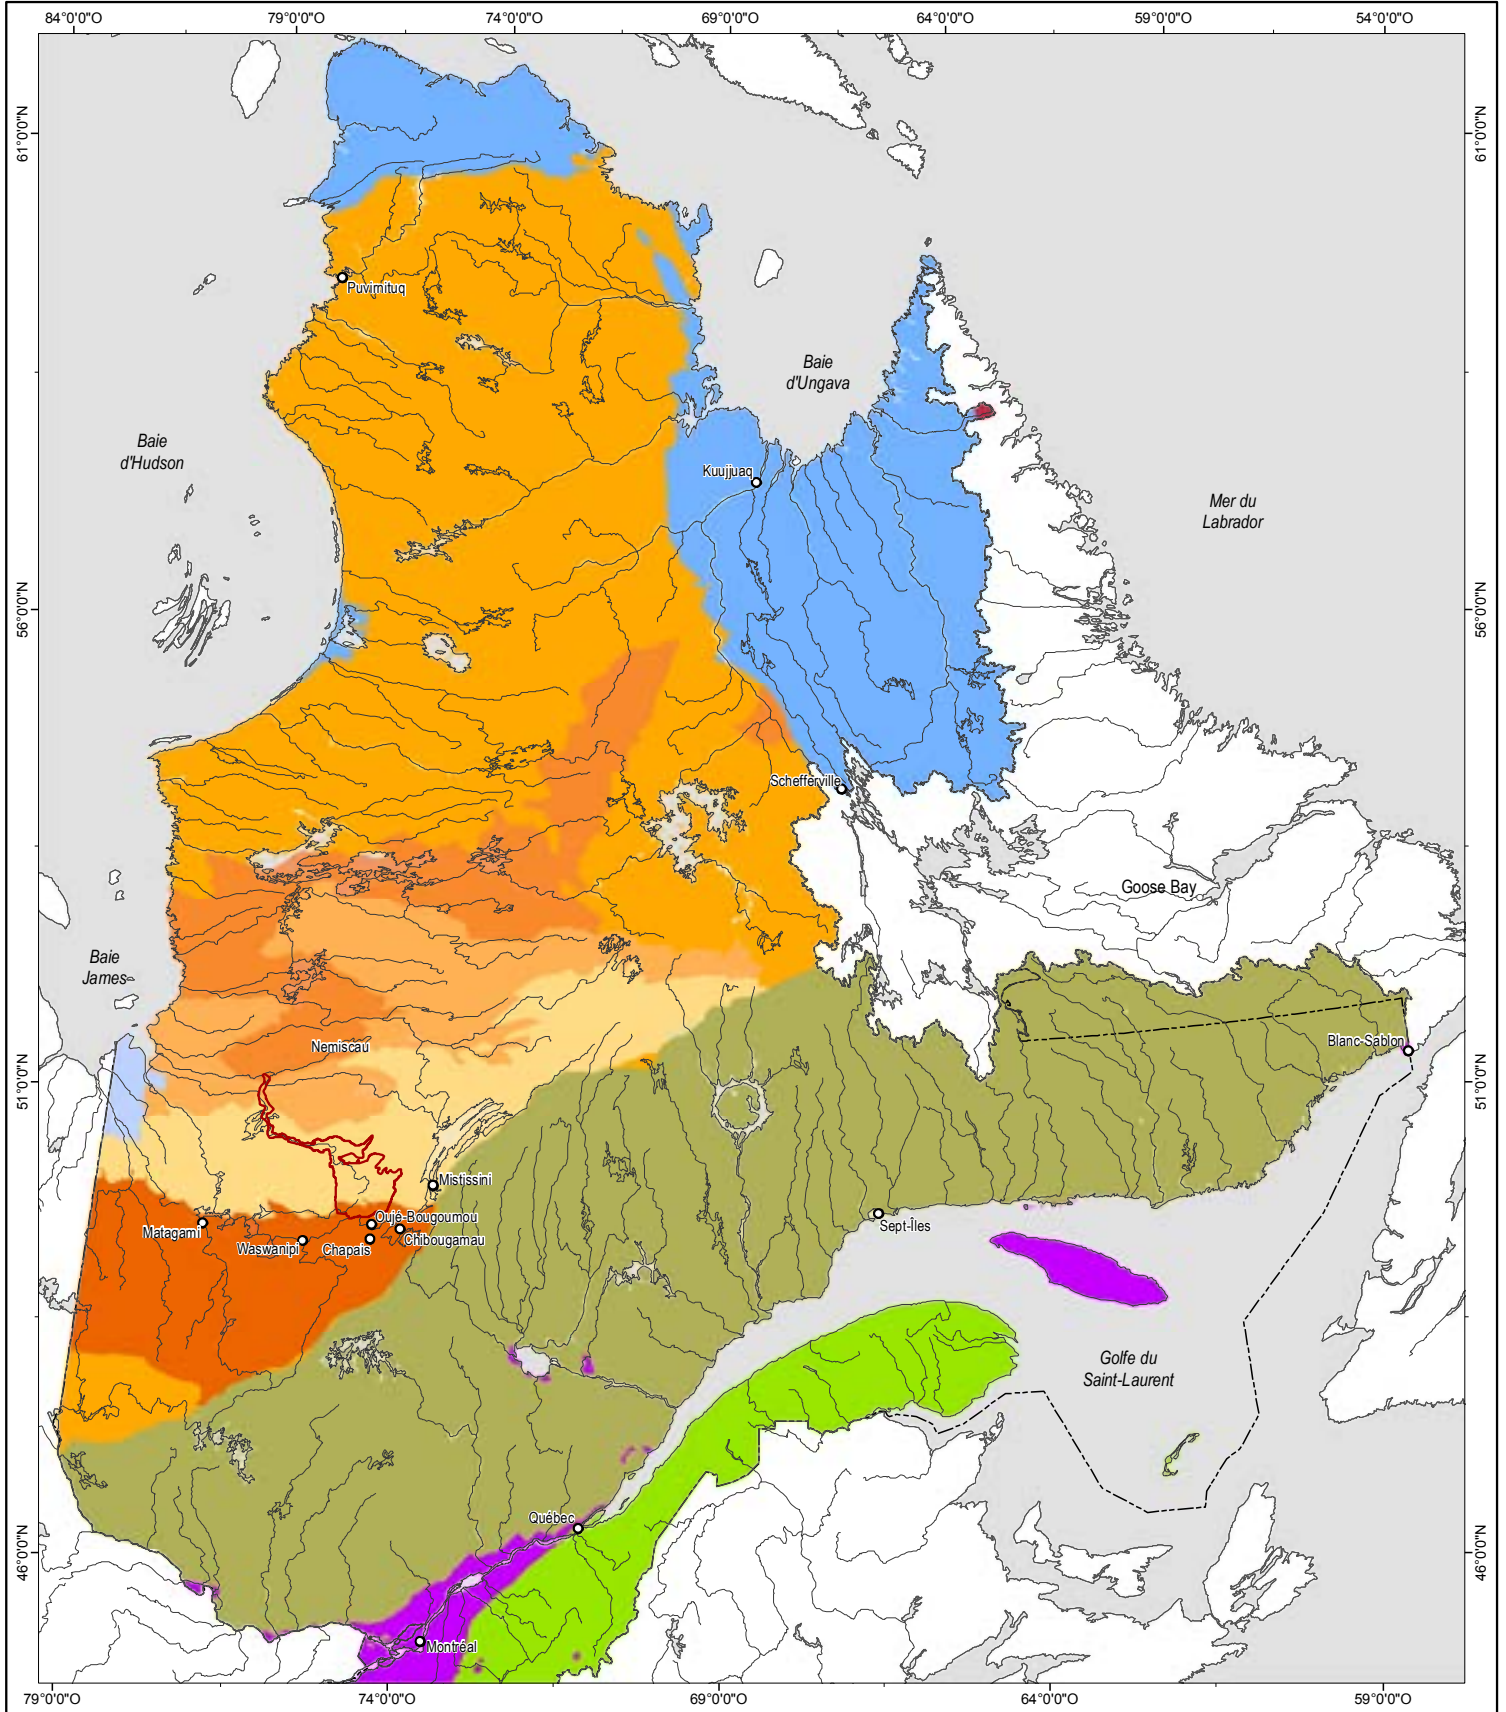 84°0'0"O 79°0'0"O 74°0'0"O 69°0'0"O 64°0'0"O 59°0'0"O 54°0'0"O
61°0'0"N
61°0'0"N
Puvirnituq
Baie
d'Ungava
Baie
d'Hudson
Kuujjuaq
Mer du
Labrador
56°0'0"N
56°0'0"N
Schefferville
Goose Bay
Baie
James
Nemiscau
Blanc-Sablon
51°0'0"N
51°0'0"N
Mistissini
Oujé-Bougoumou
Matagami
Sept-Îles
Waswanipi
Chapais
Chibougamau
Golfe du
Saint-Laurent
Québec
46°0'0"N
46°0'0"N
Montréal
79°0'0"O 74°0'0"O 69°0'0"O 64°0'0"O 59°0'0"O